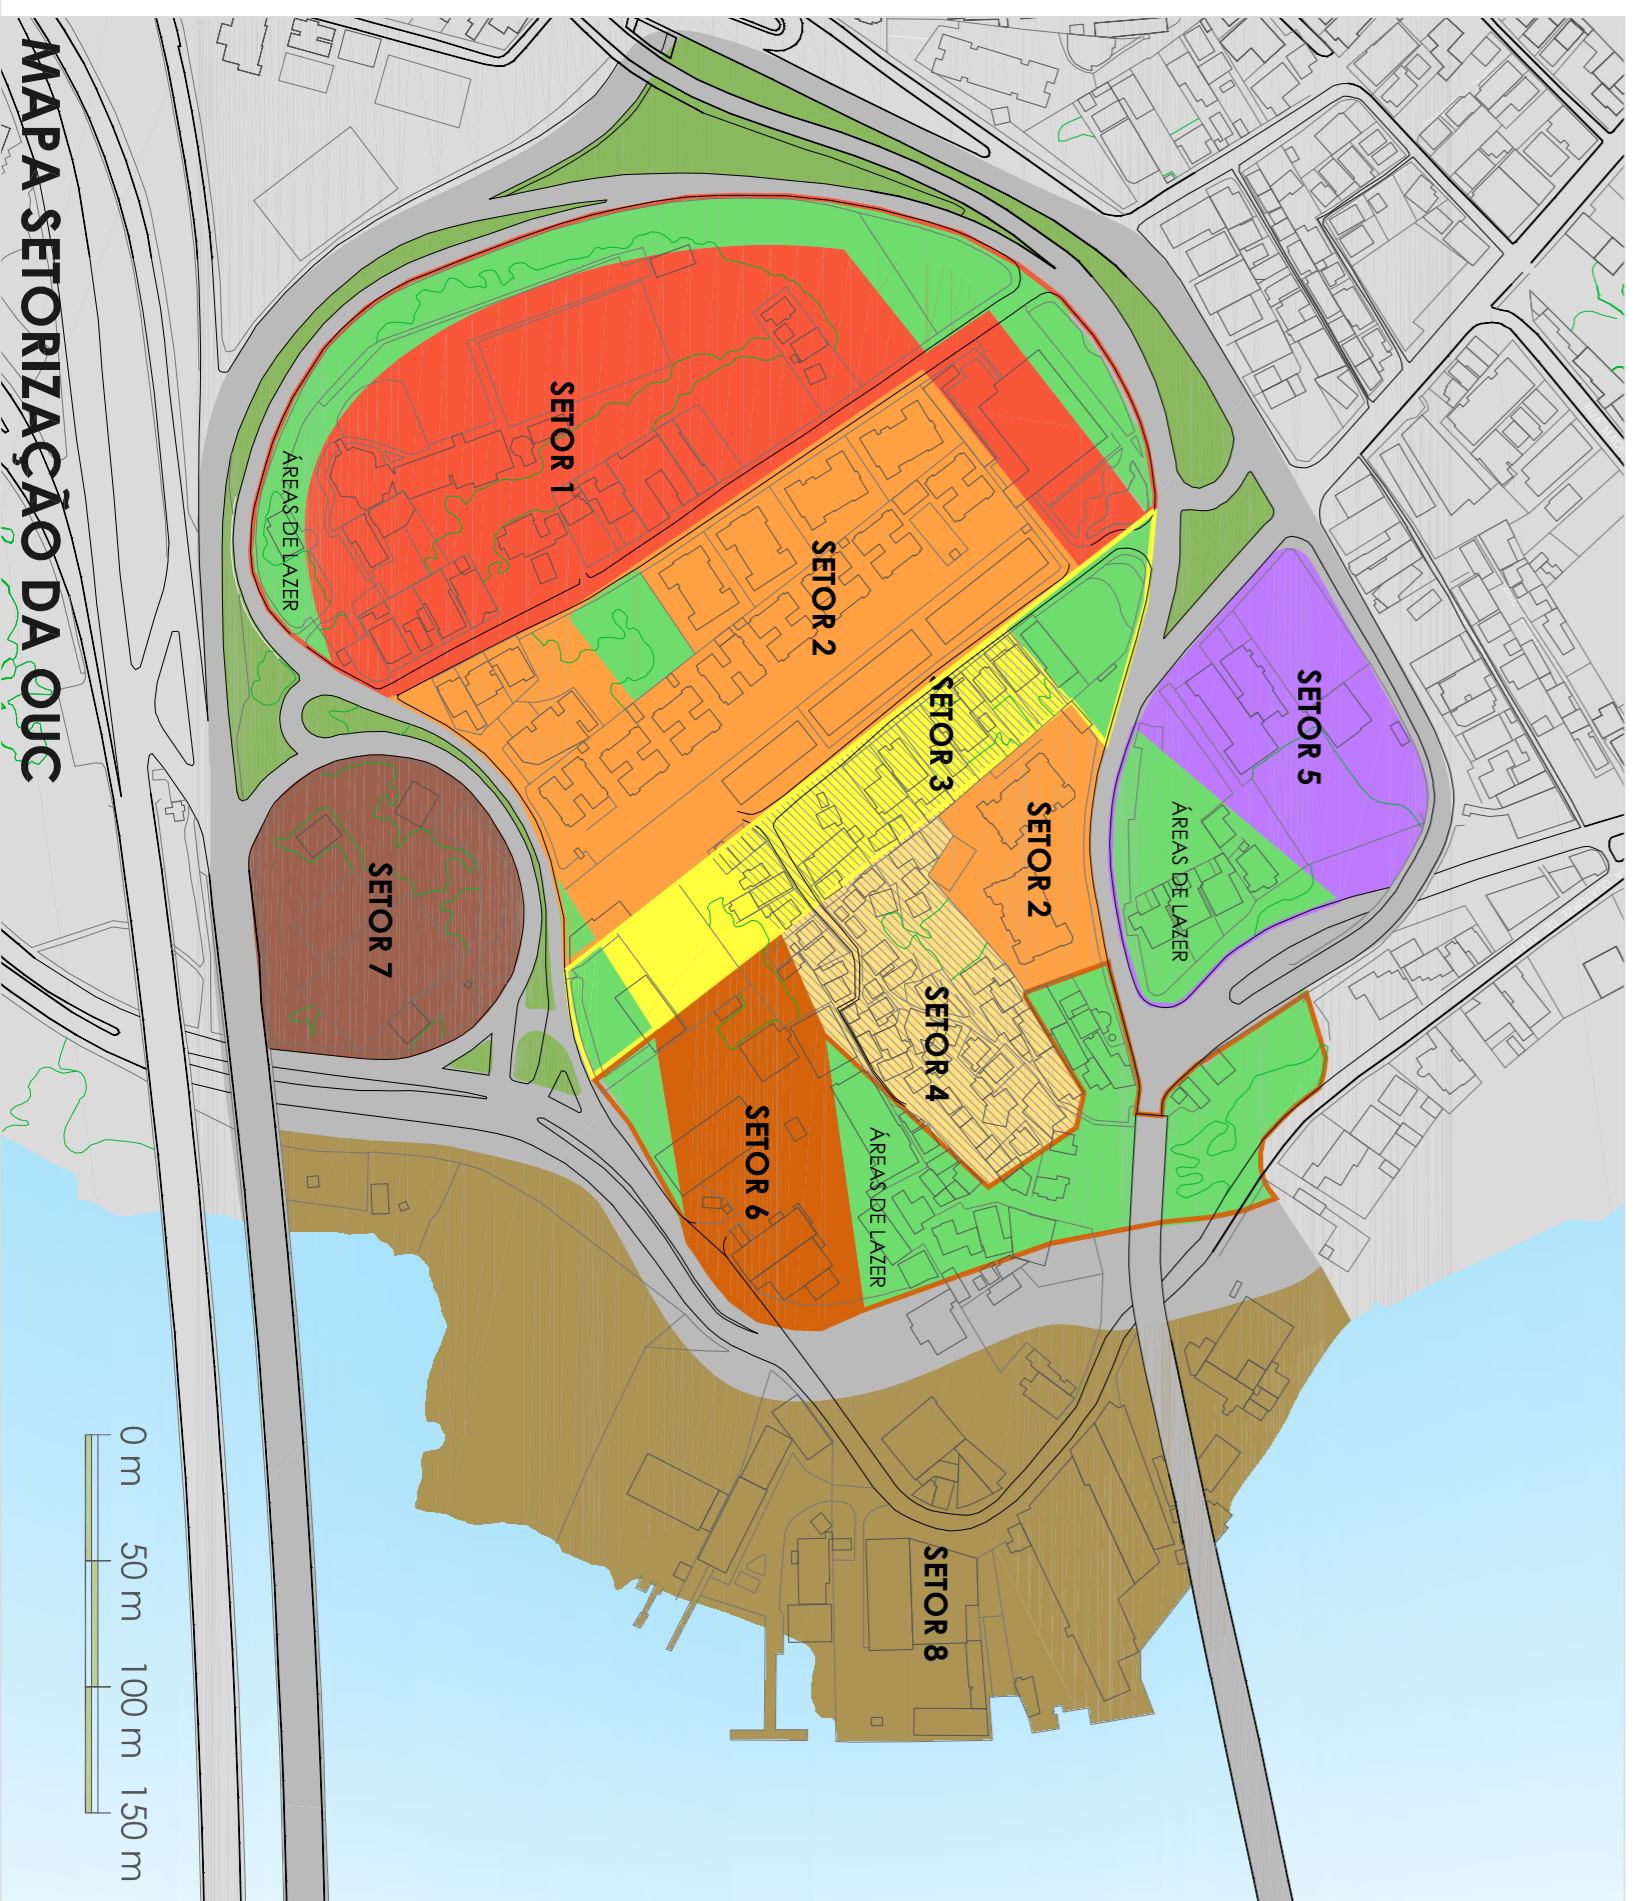 MAPA SETORIZAÇÃO DA OUC
SETOR 5
ÁREAS DE LAZER
SETOR 2
SETOR 3
SETOR 4
SETOR 8
ÁREAS DE LAZER
SETOR 2
SETOR 6
SETOR 1
SETOR 7
ÁREAS DE LAZER
0 m 50 m 100 m 150 m